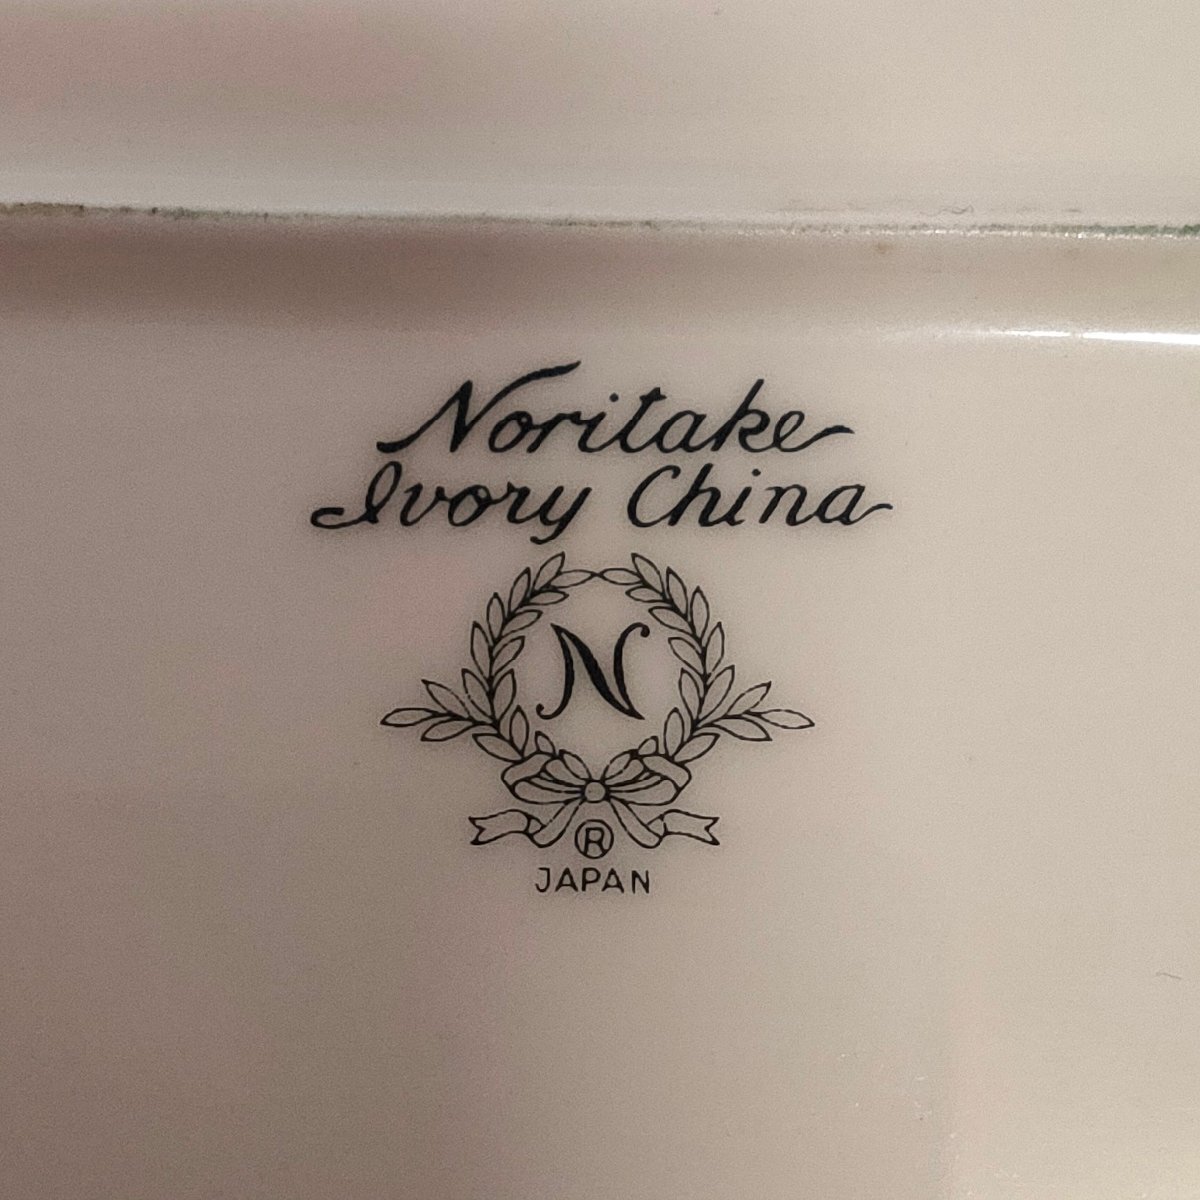 Noritake
Ivory China
N
®
JAPAN